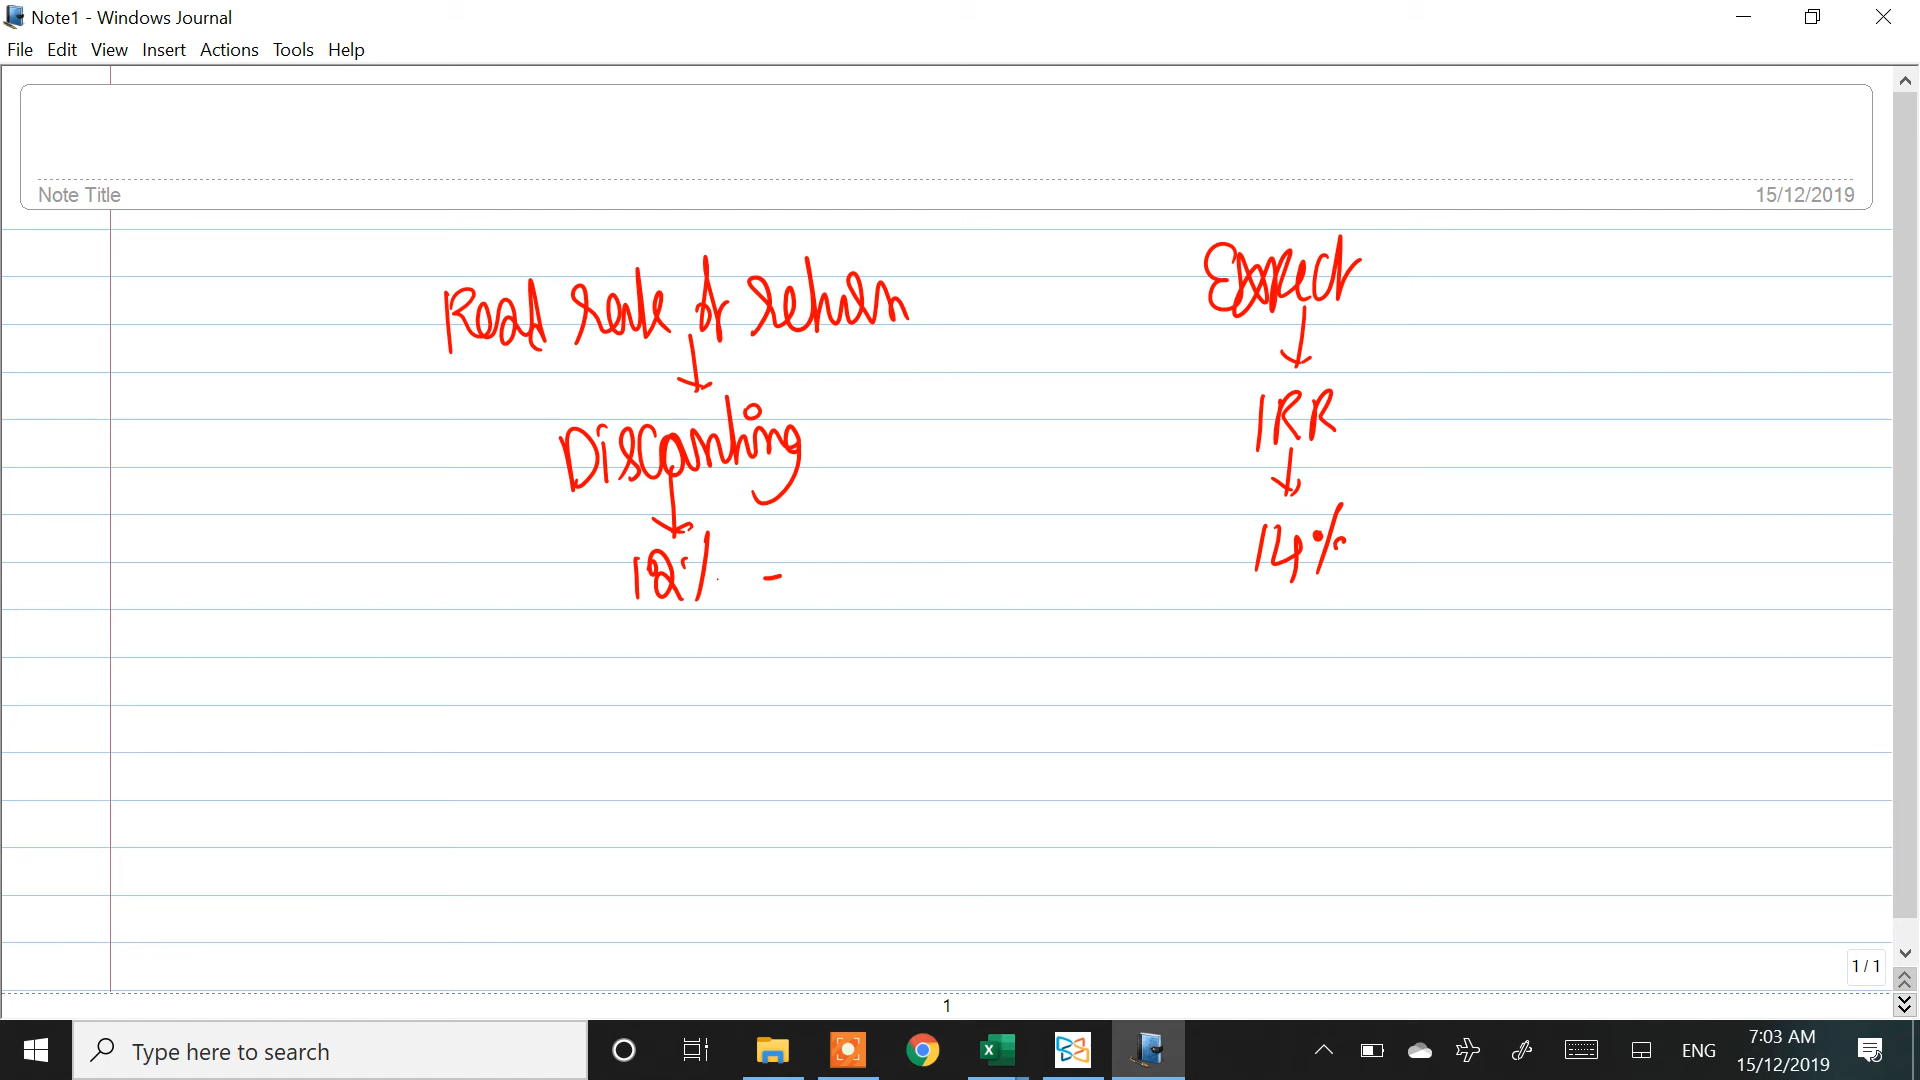 Note1 - Windows Journal
File Edit View Insert Actions Tools Help
Note Title
15/12/2019
Real rate of return
Discounting
12% -
Expect
IRR
14%
1 / 1
1
Type here to search
ENG
7:03 AM
15/12/2019